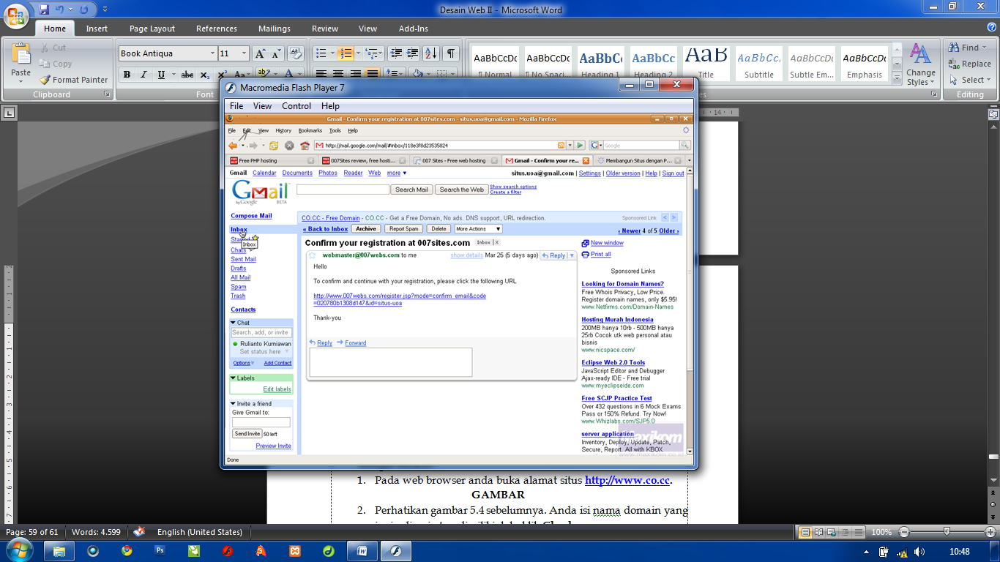 Desain Web II - Microsoft Word
Home Insert Page Layout References Mailings Review View Add-Ins
Paste
Cut
Copy
Format Painter
Clipboard
Book Antiqua 11
B I U abc X₂ X² Aa
Font
AaBbCcDc AaBbCcDc AaBbC AaBbCc AaB AaBbCc. AaBbCcDc AaBbCcDc
¶ Normal ¶ No Spaci... Heading 1 Heading 2 Title Subtitle Subtle Em... Emphasis
Change Styles
Find
Replace
Select
Editing
14
Macromedia Flash Player 7
File View Control Help
Gmail - Confirm your registration at 007sites.com - situs.uoa@gmail.com - Mozilla Firefox
File Edit View History Bookmarks Tools Help
http://mail.google.com/mail/#inbox/118e3f8d23535824
Google
Free PHP hosting
007Sites review, free hosti...
007 Sites - Free web hosting
Gmail - Confirm your re...
Membangun Situs dengan P...
Gmail Calendar Documents Photos Reader Web more ▼
situs.uoa@gmail.com | Settings | Older version | Help | Sign out
Gmail
by Google BETA
Search Mail Search the Web
Show search options
Create a filter
Compose Mail
Inbox
Inbox
Chats
Sent Mail
Drafts
All Mail
Spam
Trash
Contacts
Chat
Search, add, or invite
Rulianto Kurniawan
Set status here
Options Add Contact
Labels
Edit labels
Invite a friend
Give Gmail to:
Send Invite 50 left
Preview Invite
CO.CC - Free Domain - CO.CC - Get a Free Domain, No ads. DNS support, URL redirection.
Sponsored Link < >
« Back to Inbox Archive Report Spam Delete More Actions
‹ Newer 4 of 5 Older ›
Confirm your registration at 007sites.com Inbox | X
webmaster@007webs.com to me
show details Mar 25 (5 days ago) Reply
Hello
To confirm and continue with your registration, please click the following URL
http://www.007webs.com/register.jsp?mode=confirm_email&code
=020780b1308d147&id=situs-uoa
Thank-you
Reply Forward
New window
Print all
Sponsored Links
Looking for Domain Names?
Free Whois Privacy, Low Price.
Register domain names, only $5.95!
www.Netfirms.com/Domain-Names
Hosting Murah Indonesia
200MB hanya 10rb - 500MB hanya
25rb Cocok utk web personal atau
bisnis
www.nicspace.com/
Eclipse Web 2.0 Tools
JavaScript Editor and Debugger
Ajax-ready IDE - Free trial
www.myeclipseide.com
Free SCJP Practice Test
Over 432 questions in 6 Mock Exams
Pass or 150% Refund. Try Now!
www.Whizlabs.com/SJP5.0
server application
Inventory, Deploy, Update, Patch,
Secure, Report. All with KBOX
Maxikom
www.maxikom.co.id
Done
1. Pada web browser anda buka alamat situs http://www.co.cc.
GAMBAR
2. Perhatikan gambar 5.4 sebelumnya. Anda isi nama domain yang
Page: 59 of 61 Words: 4.599 English (United States)
100%
10:48